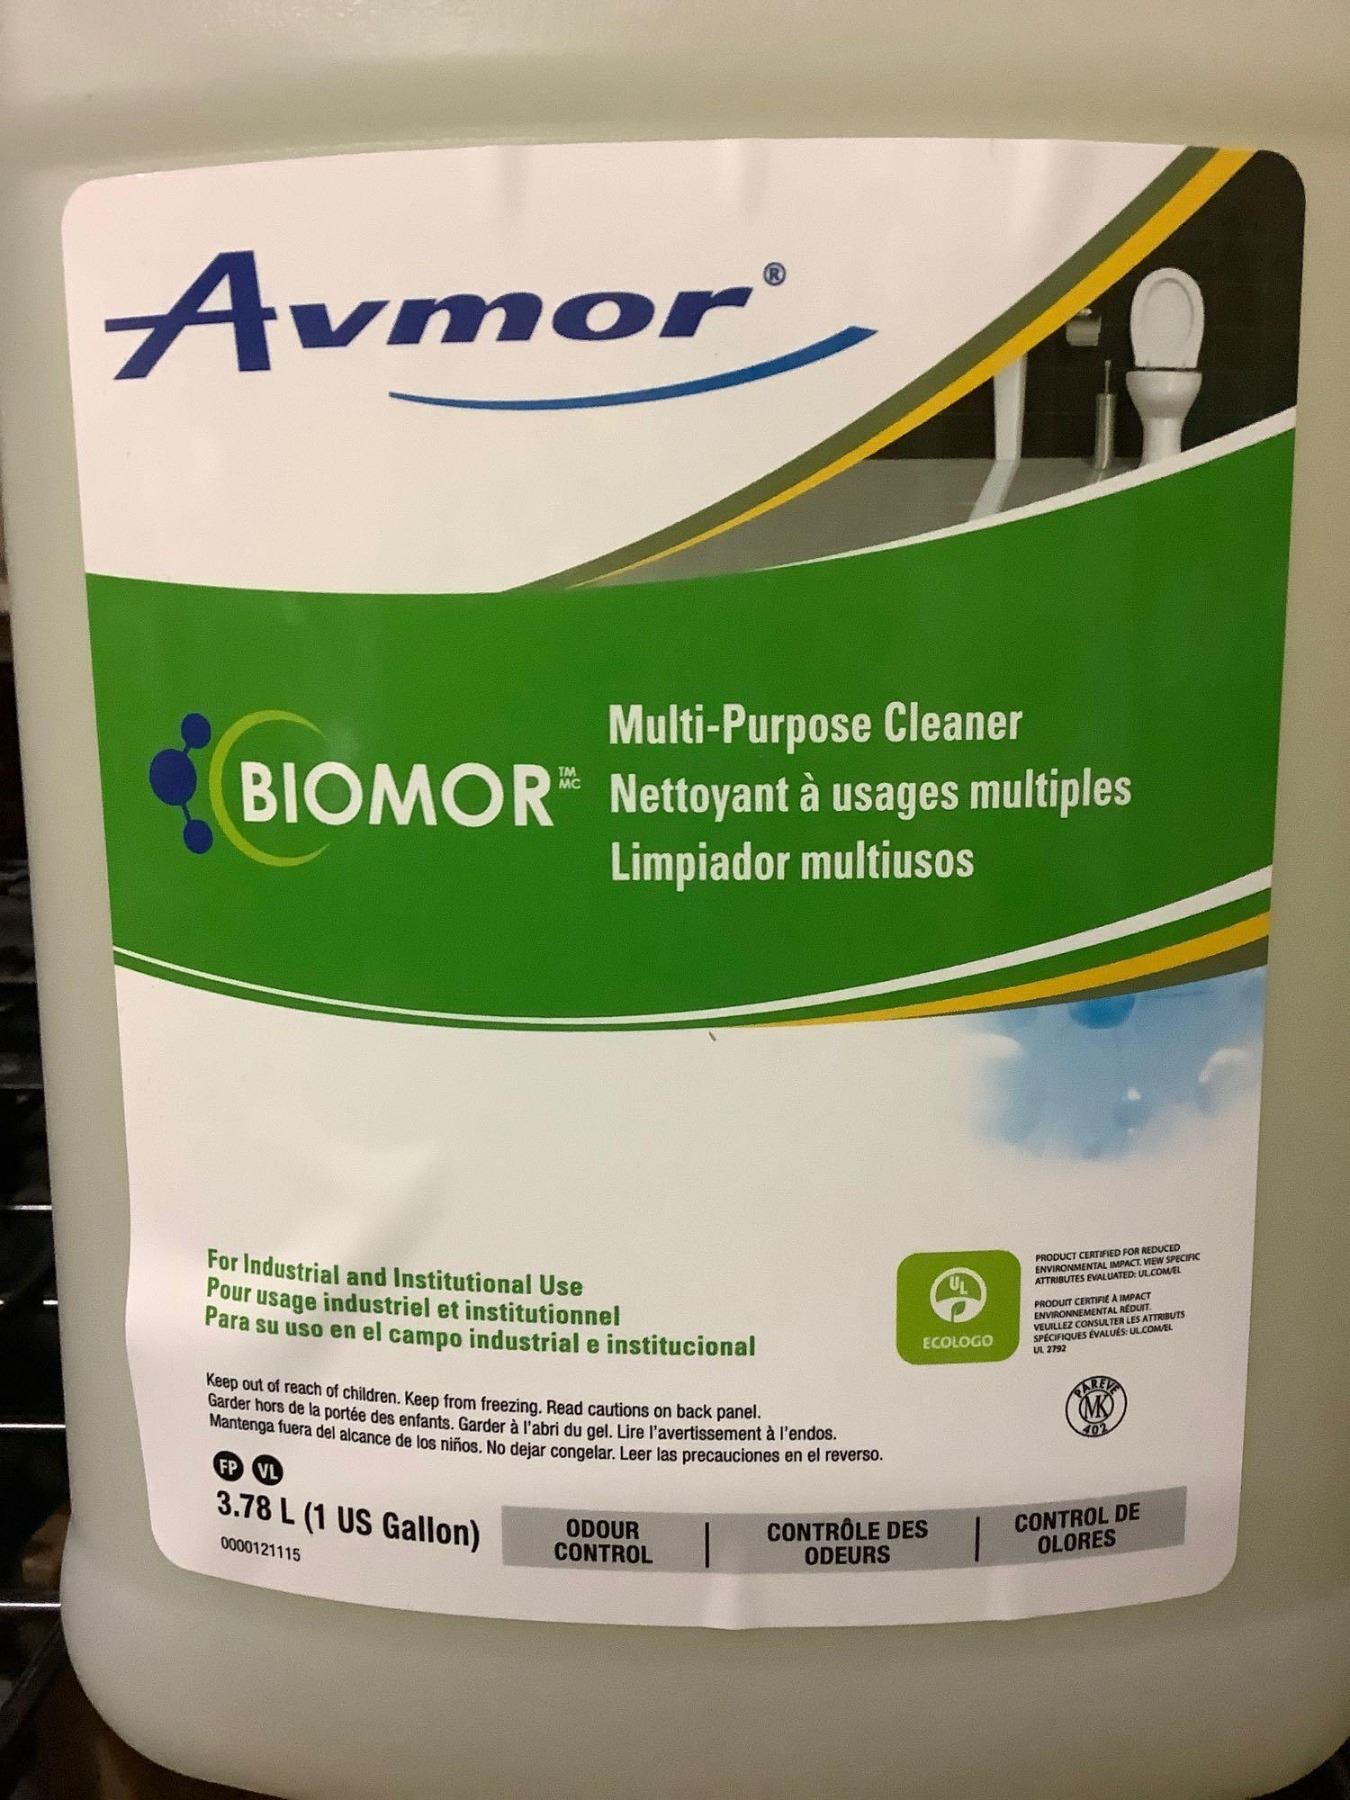 Avmor®
BIOMOR TM MC
Multi-Purpose Cleaner
Nettoyant à usages multiples
Limpiador multiusos
For Industrial and Institutional Use
Pour usage industriel et institutionnel
Para su uso en el campo industrial e institucional
UL
ECOLOGO
PRODUCT CERTIFIED FOR REDUCED
ENVIRONMENTAL IMPACT. VIEW SPECIFIC
ATTRIBUTES EVALUATED: UL.COM/EL
PRODUIT CERTIFIÉ À IMPACT
ENVIRONNEMENTAL RÉDUIT.
VEUILLEZ CONSULTER LES ATTRIBUTS
SPÉCIFIQUES ÉVALUÉS: UL.COM/EL
UL 2792
Keep out of reach of children. Keep from freezing. Read cautions on back panel.
Garder hors de la portée des enfants. Garder à l'abri du gel. Lire l'avertissement à l'endos.
Mantenga fuera del alcance de los niños. No dejar congelar. Leer las precauciones en el reverso.
PAREVE
MK
402
FP VL
3.78 L (1 US Gallon)
0000121115
ODOUR
CONTROL
CONTRÔLE DES
ODEURS
CONTROL DE
OLORES